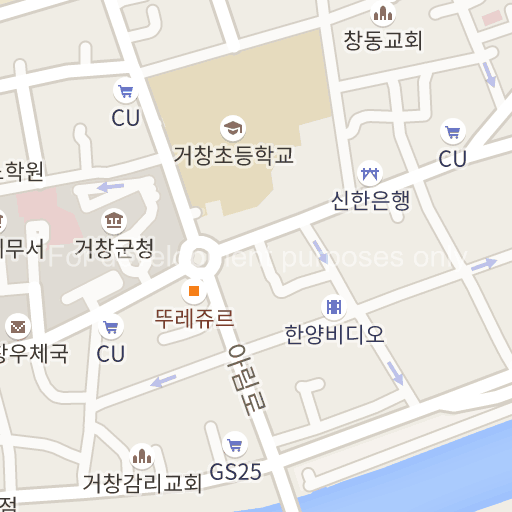 창동교회
CU
거창초등학교
CU
학원
신한은행
거창군청
무서
For development purposes only
뚜레쥬르
한양비디오
CU
창우체국
아림로
GS25
거창감리교회
점